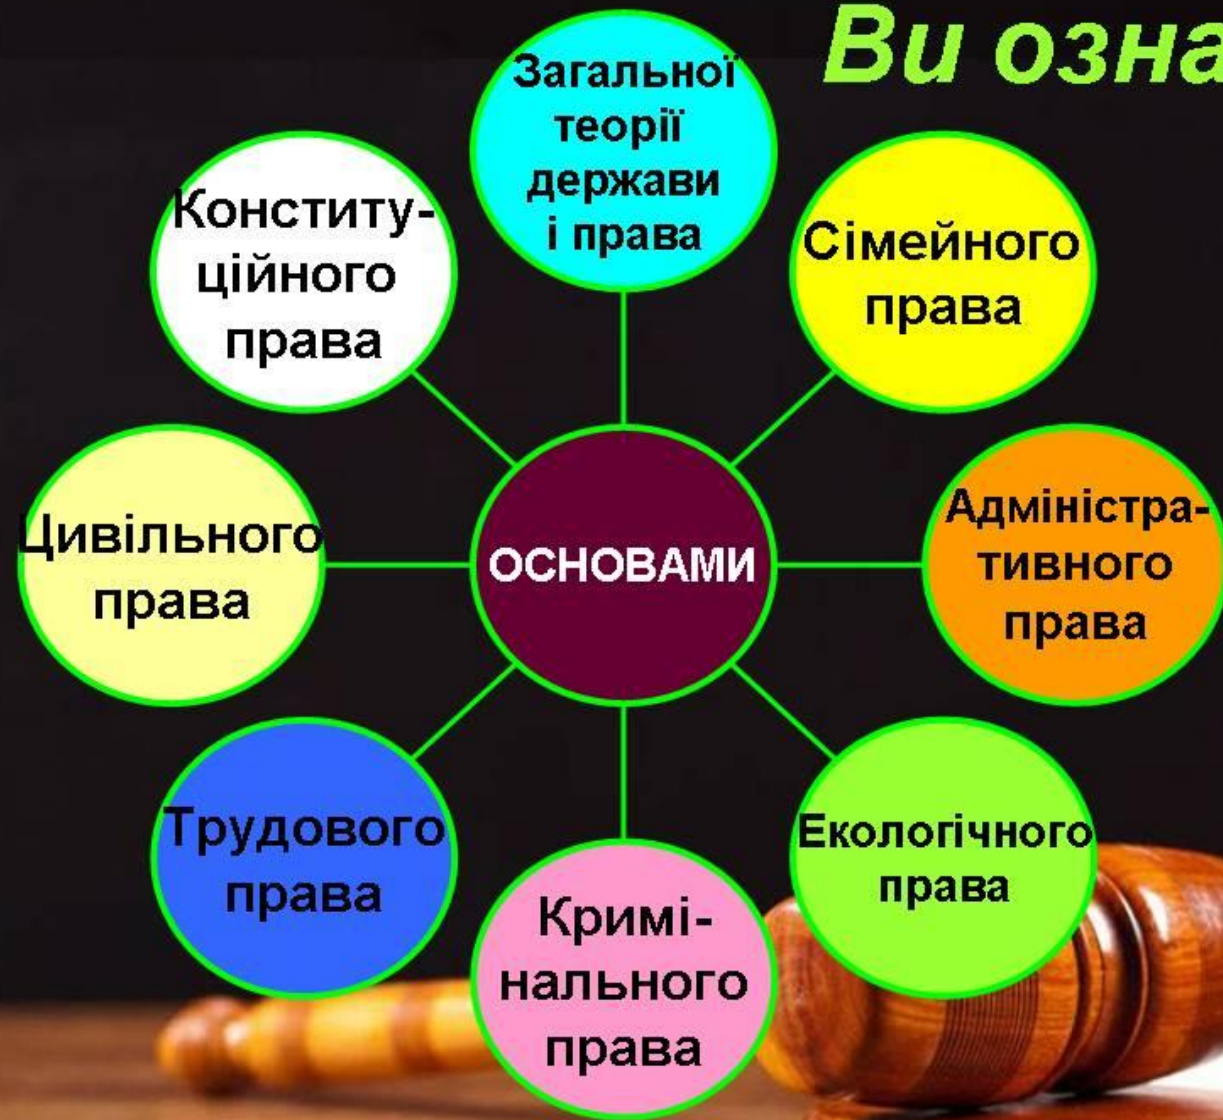 Ви озна
Загальної
теорії
держави
і права
Сімейного
права
Адміністра-
тивного
права
Екологічного
права
Кримі-
нального
права
Трудового
права
Цивільного
права
Конститу-
ційного
права
ОСНОВАМИ